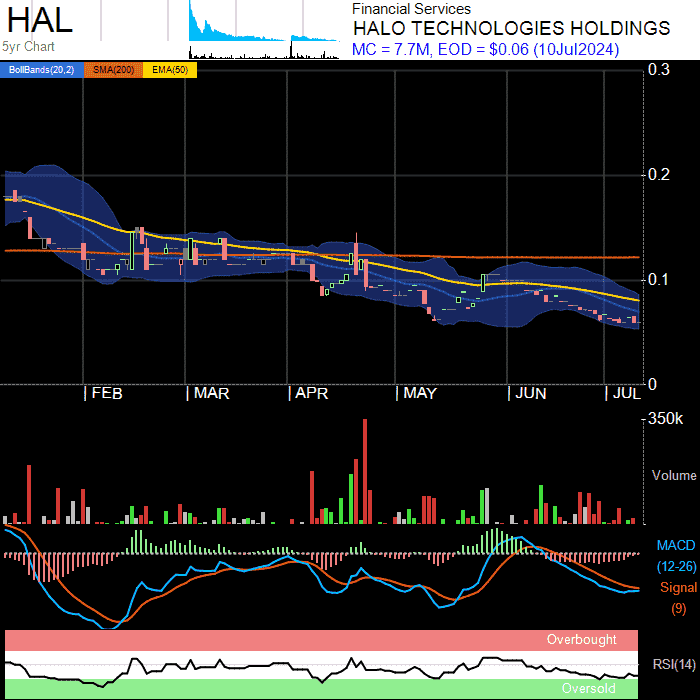 HAL
5yr Chart
Financial Services
HALO TECHNOLOGIES HOLDINGS
MC = 7.7M, EOD = $0.06 (10Jul2024)
BollBands(20,2) SMA(200) EMA(50)
0.3
0.2
0.1
0
| FEB | MAR | APR | MAY | JUN | JUL
350k
Volume
MACD
(12-26)
Signal
(9)
Overbought
RSI(14)
Oversold